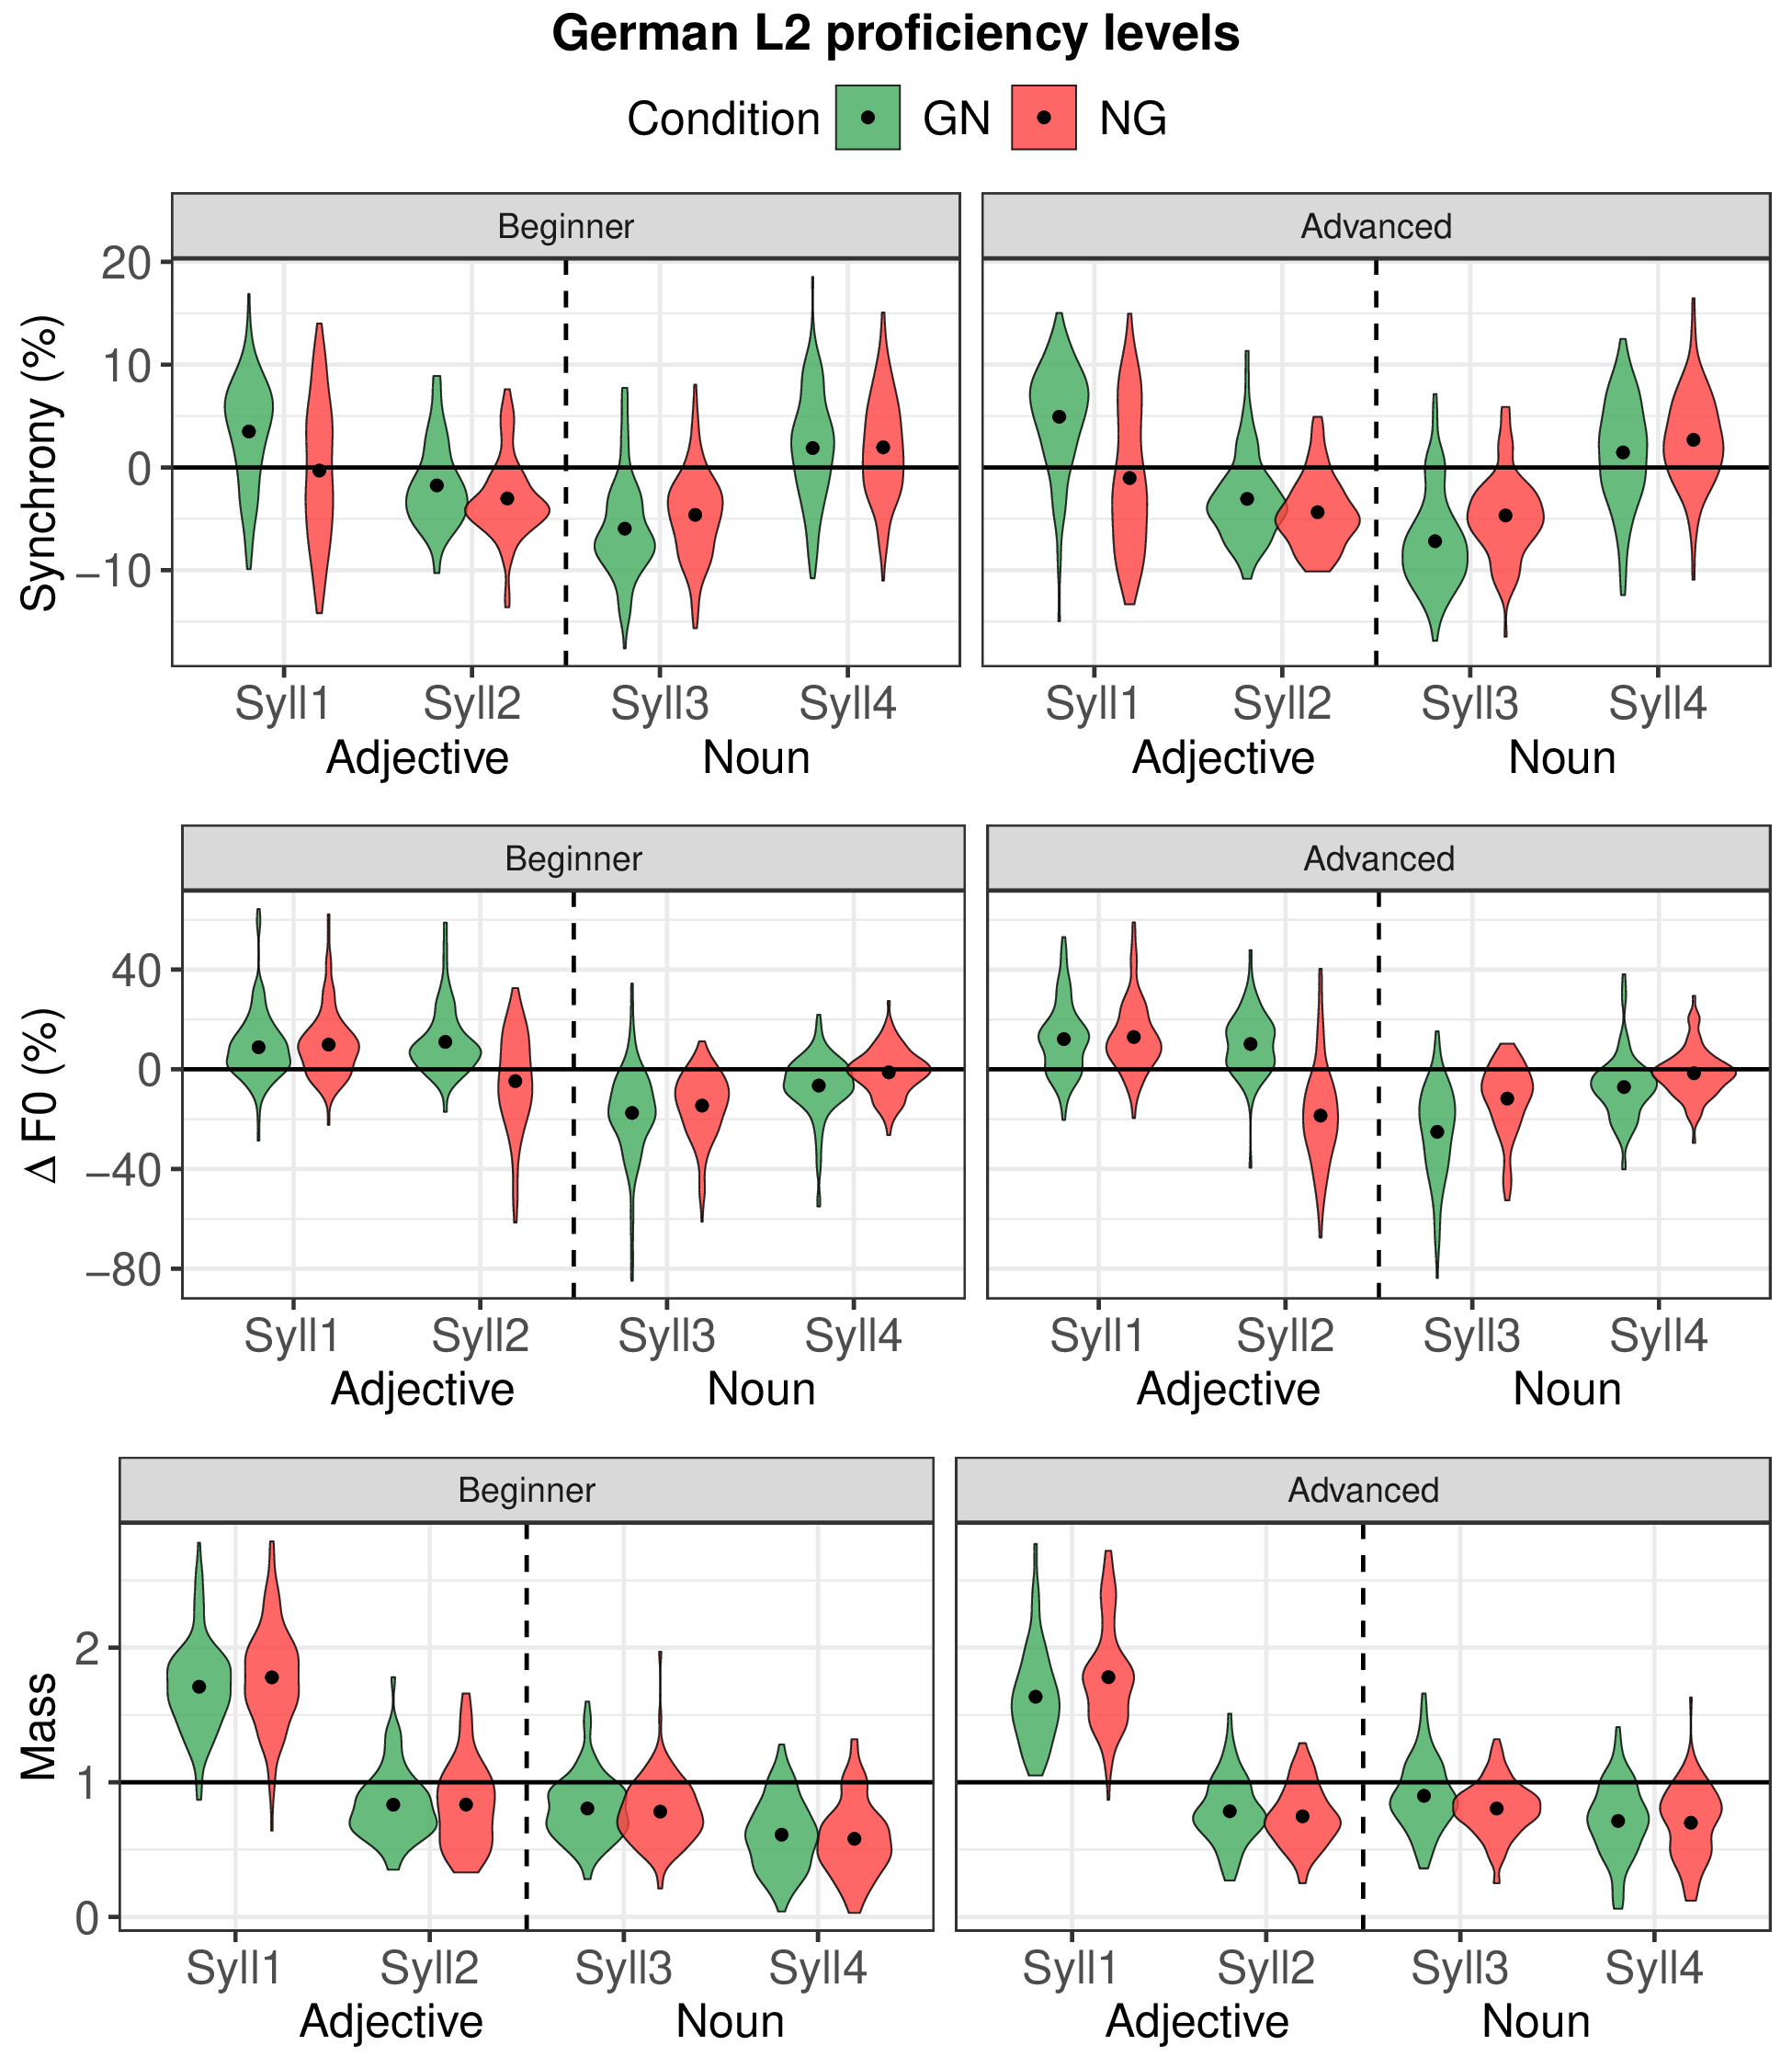 German L2 proficiency levels
Condition GN NG
Beginner Advanced
Synchrony (%)
20
10
0
−10
Syll1 Syll2 Syll3 Syll4 Syll1 Syll2 Syll3 Syll4
Adjective Noun Adjective Noun
Beginner Advanced
Δ F0 (%)
40
0
−40
−80
Syll1 Syll2 Syll3 Syll4 Syll1 Syll2 Syll3 Syll4
Adjective Noun Adjective Noun
Beginner Advanced
Mass
2
1
0
Syll1 Syll2 Syll3 Syll4 Syll1 Syll2 Syll3 Syll4
Adjective Noun Adjective Noun